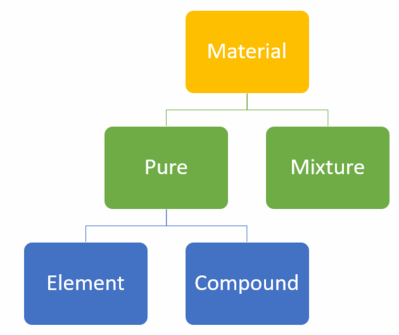 Material
Pure
Mixture
Element
Compound